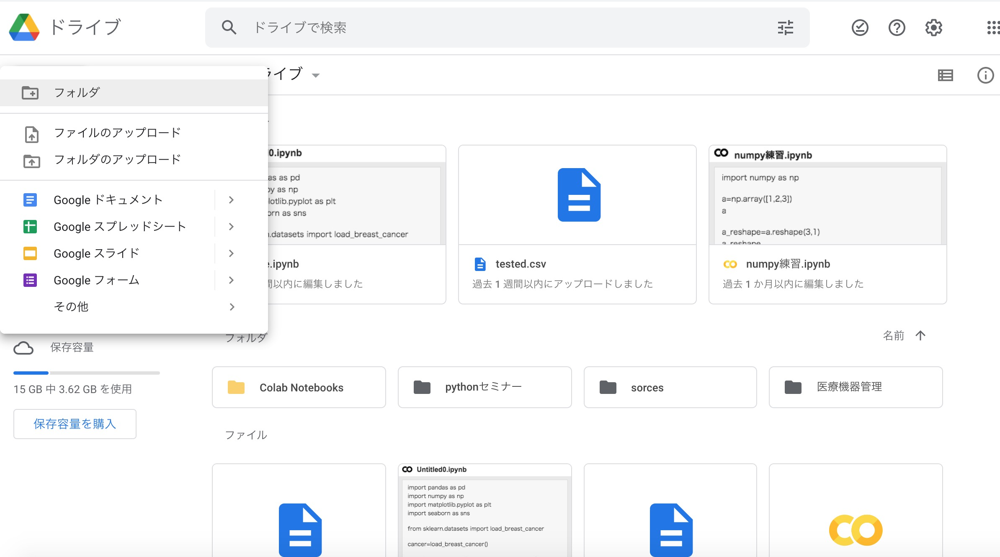 ドライブ
ドライブで検索
ライブ
フォルダ
ファイルのアップロード
フォルダのアップロード
Google ドキュメント
Google スプレッドシート
Google スライド
Google フォーム
その他
保存容量
15 GB 中 3.62 GB を使用
保存容量を購入
d0.ipynb
as as pd
py as np
lotlib.pyplot as plt
orn as sns
.datasets import load_breast_cancer
e.ipynb
間以内に編集しました
tested.csv
過去 1 週間以内にアップロードしました
numpy練習.ipynb
import numpy as np
a=np.array([1,2,3])
a
a_reshape=a.reshape(3,1)
a_reshape
numpy練習.ipynb
過去 1 か月以内に編集しました
フォルダ
名前
Colab Notebooks
pythonセミナー
sorces
医療機器管理
ファイル
Untitled0.ipynb
import pandas as pd
import numpy as np
import matplotlib.pyplot as plt
import seaborn as sns
from sklearn.datasets import load_breast_cancer
cancer=load_breast_cancer()